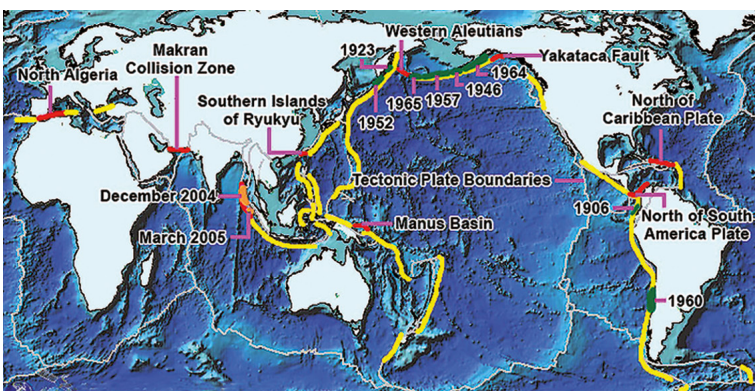 Western Aleutians
1923
Makran
Collision Zone
Yakataca Fault
North Algeria
1964
1946
Southern Islands
of Ryukyu
1957
1965
North of
Caribbean Plate
1952
Tectonic Plate Boundaries
December 2004
1906
North of South
America Plate
Manus Basin
March 2005
1960